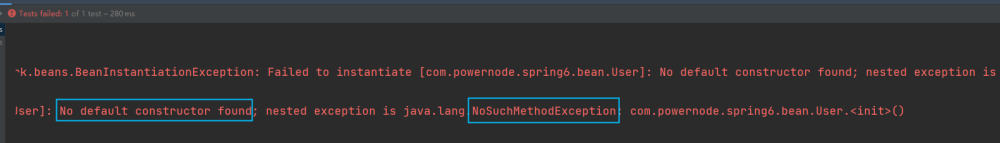 Tests failed: 1 of 1 test – 280 ms
rk.beans.BeanInstantiationException: Failed to instantiate [com.powernode.spring6.bean.User]: No default constructor found; nested exception is
User]: No default constructor found; nested exception is java.lang.NoSuchMethodException: com.powernode.spring6.bean.User.<init>()